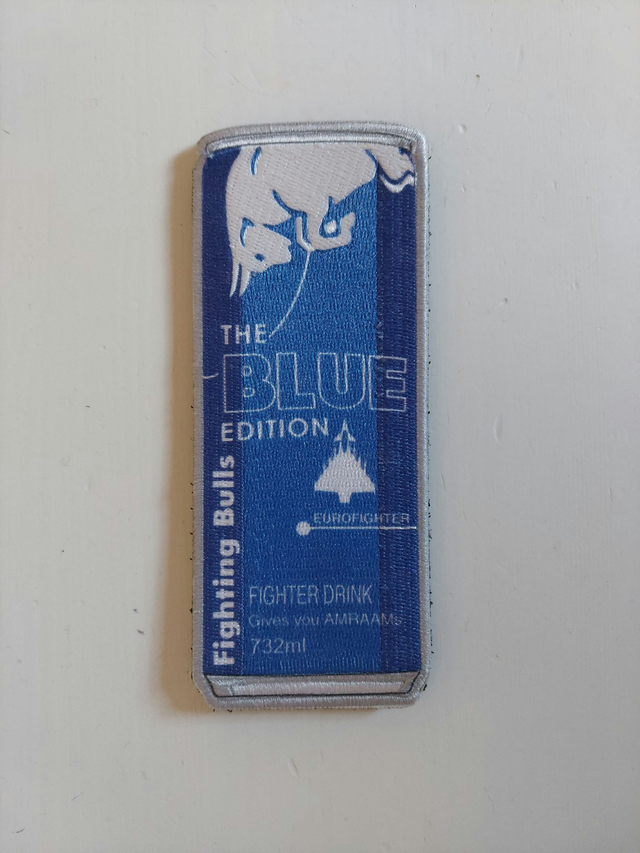 THE
BLUE
EDITION
EUROFIGHTER
Fighting Bulls
FIGHTER DRINK
Gives you AMRAAMs
732ml